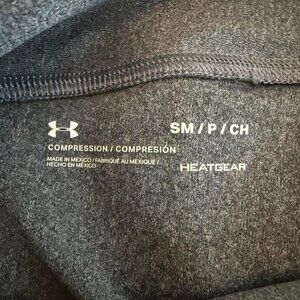 SM / P / CH
COMPRESSION / COMPRESIÓN
MADE IN MEXICO / FABRIQUÉ AU MEXIQUE /
HECHO EN MÉXICO
HEATGEAR